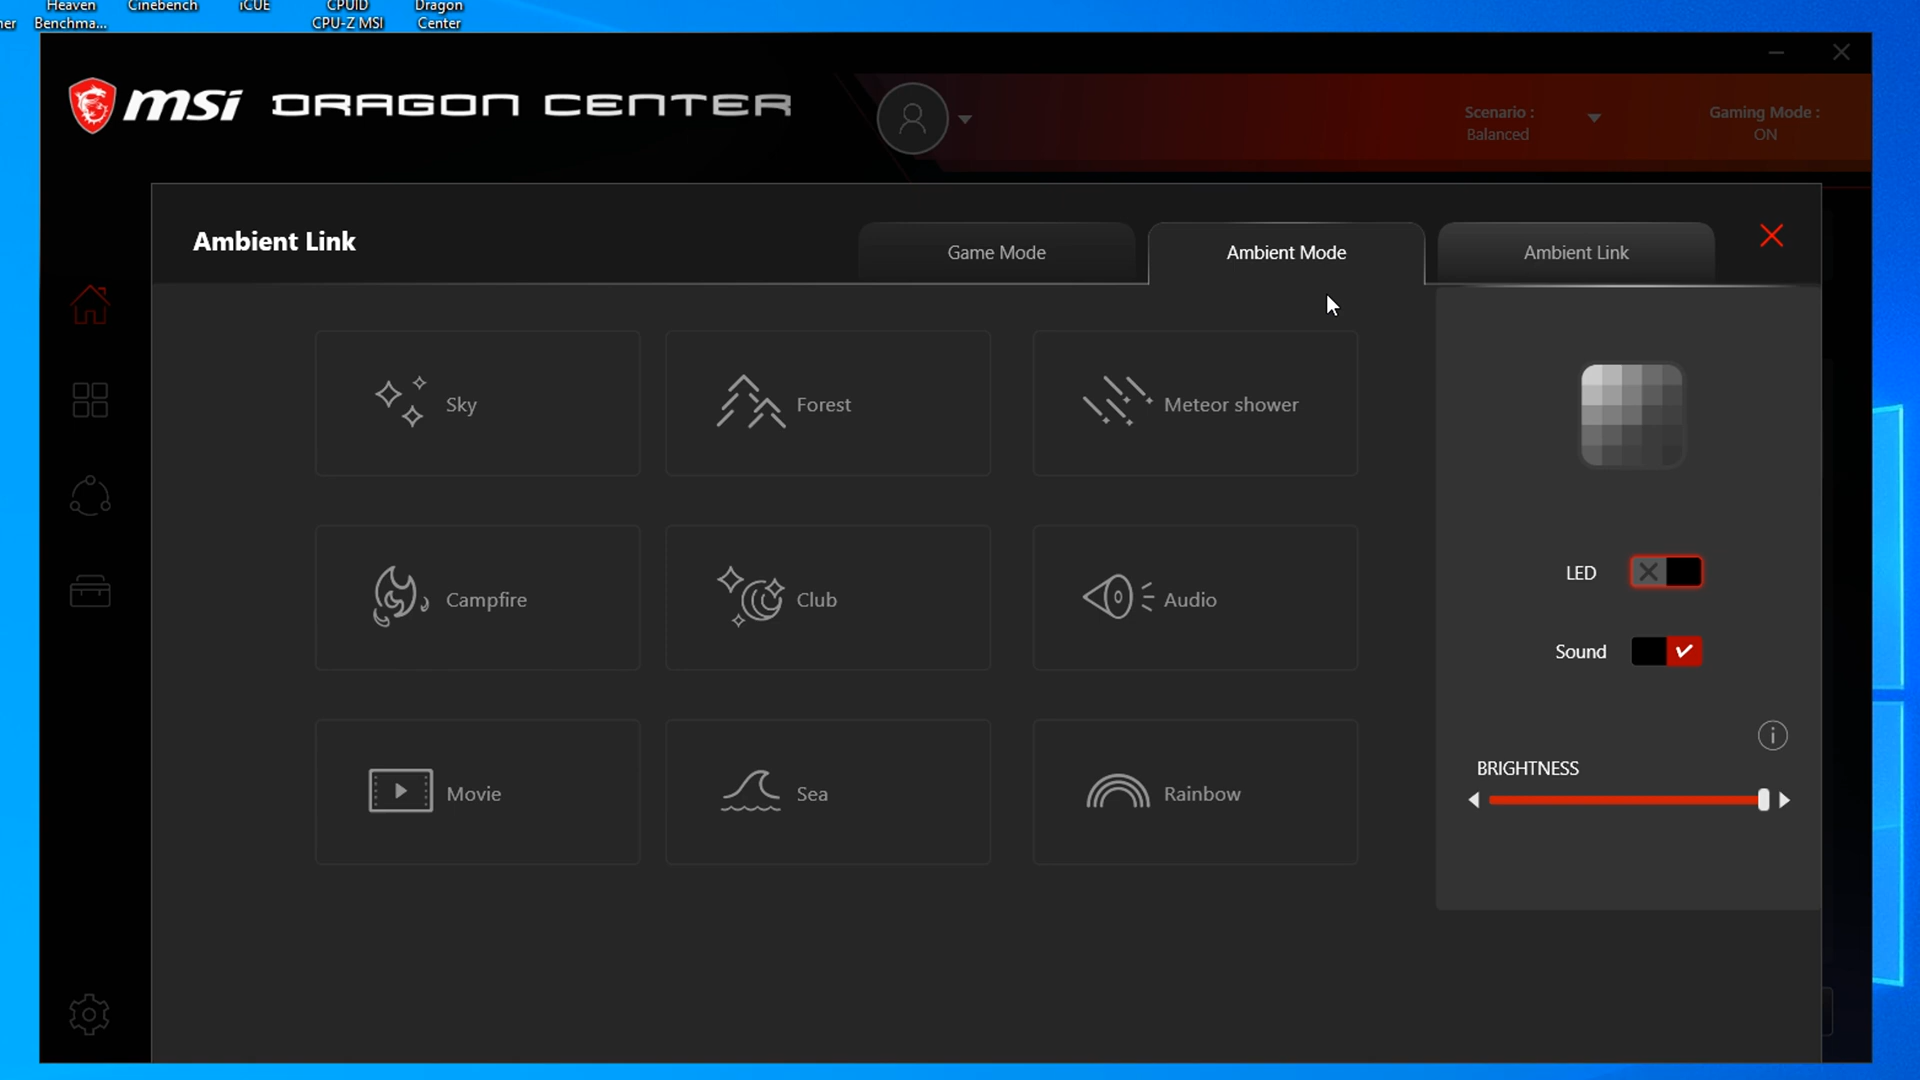 Heaven
Cinebench
iCUE
CPUID
Dragon
ner
Benchma...
CPU-Z MSI
Center
msi DRAGON CENTER
Scenario :
Balanced
Gaming Mode :
ON
Ambient Link
Game Mode
Ambient Mode
Ambient Link
Sky
Forest
Meteor shower
Campfire
Club
Audio
Movie
Sea
Rainbow
LED
Sound
BRIGHTNESS